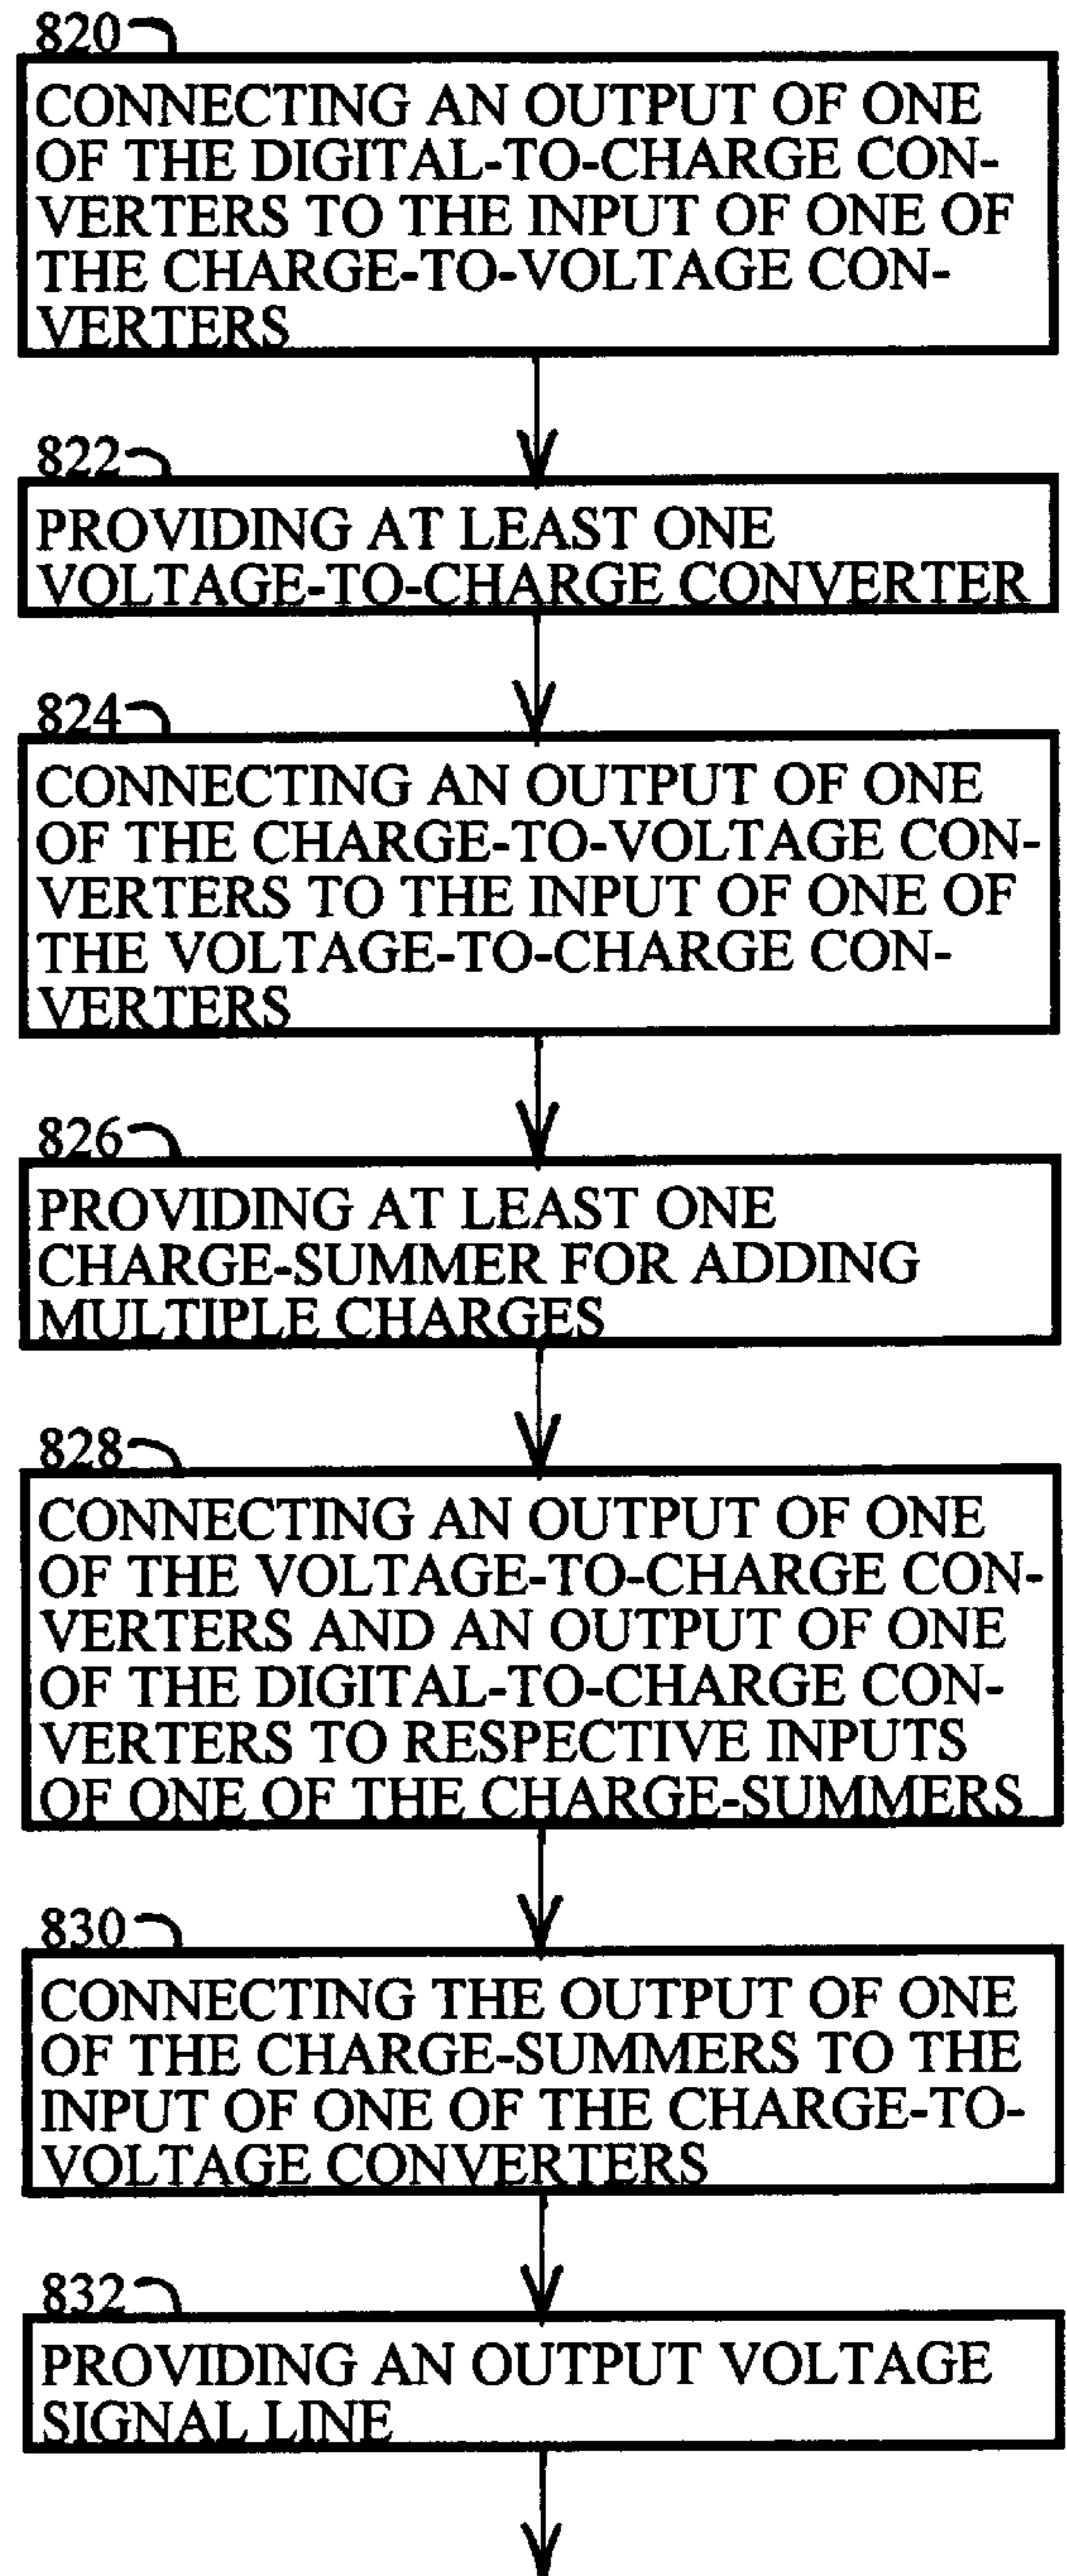 820
CONNECTING AN OUTPUT OF ONE
OF THE DIGITAL-TO-CHARGE CON-
VERTERS TO THE INPUT OF ONE OF
THE CHARGE-TO-VOLTAGE CON-
VERTERS
822
PROVIDING AT LEAST ONE
VOLTAGE-TO-CHARGE CONVERTER
824
CONNECTING AN OUTPUT OF ONE
OF THE CHARGE-TO-VOLTAGE CON-
VERTERS TO THE INPUT OF ONE OF
THE VOLTAGE-TO-CHARGE CON-
VERTERS
826
PROVIDING AT LEAST ONE
CHARGE-SUMMER FOR ADDING
MULTIPLE CHARGES
828
CONNECTING AN OUTPUT OF ONE
OF THE VOLTAGE-TO-CHARGE CON-
VERTERS AND AN OUTPUT OF ONE
OF THE DIGITAL-TO-CHARGE CON-
VERTERS TO RESPECTIVE INPUTS
OF ONE OF THE CHARGE-SUMMERS
830
CONNECTING THE OUTPUT OF ONE
OF THE CHARGE-SUMMERS TO THE
INPUT OF ONE OF THE CHARGE-TO-
VOLTAGE CONVERTERS
832
PROVIDING AN OUTPUT VOLTAGE
SIGNAL LINE